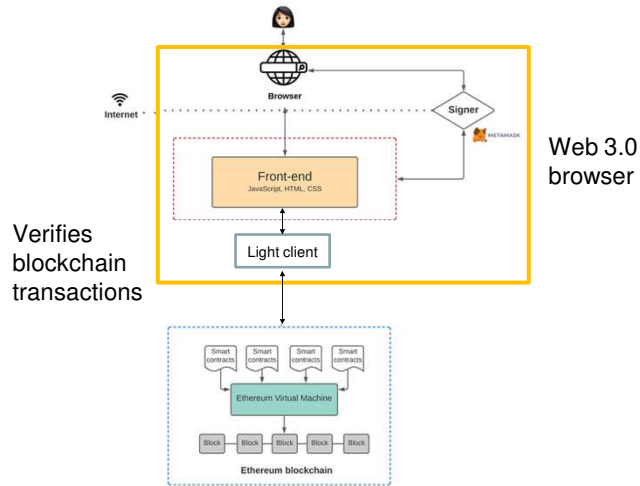 Browser
Internet
Signer
METAMASK
Web 3.0
browser
Front-end
JavaScript, HTML, CSS
Verifies
blockchain
transactions
Light client
Smart
contracts
Smart
contracts
Smart
contracts
Smart
contracts
Ethereum Virtual Machine
Block
Block
Block
Block
Block
Ethereum blockchain